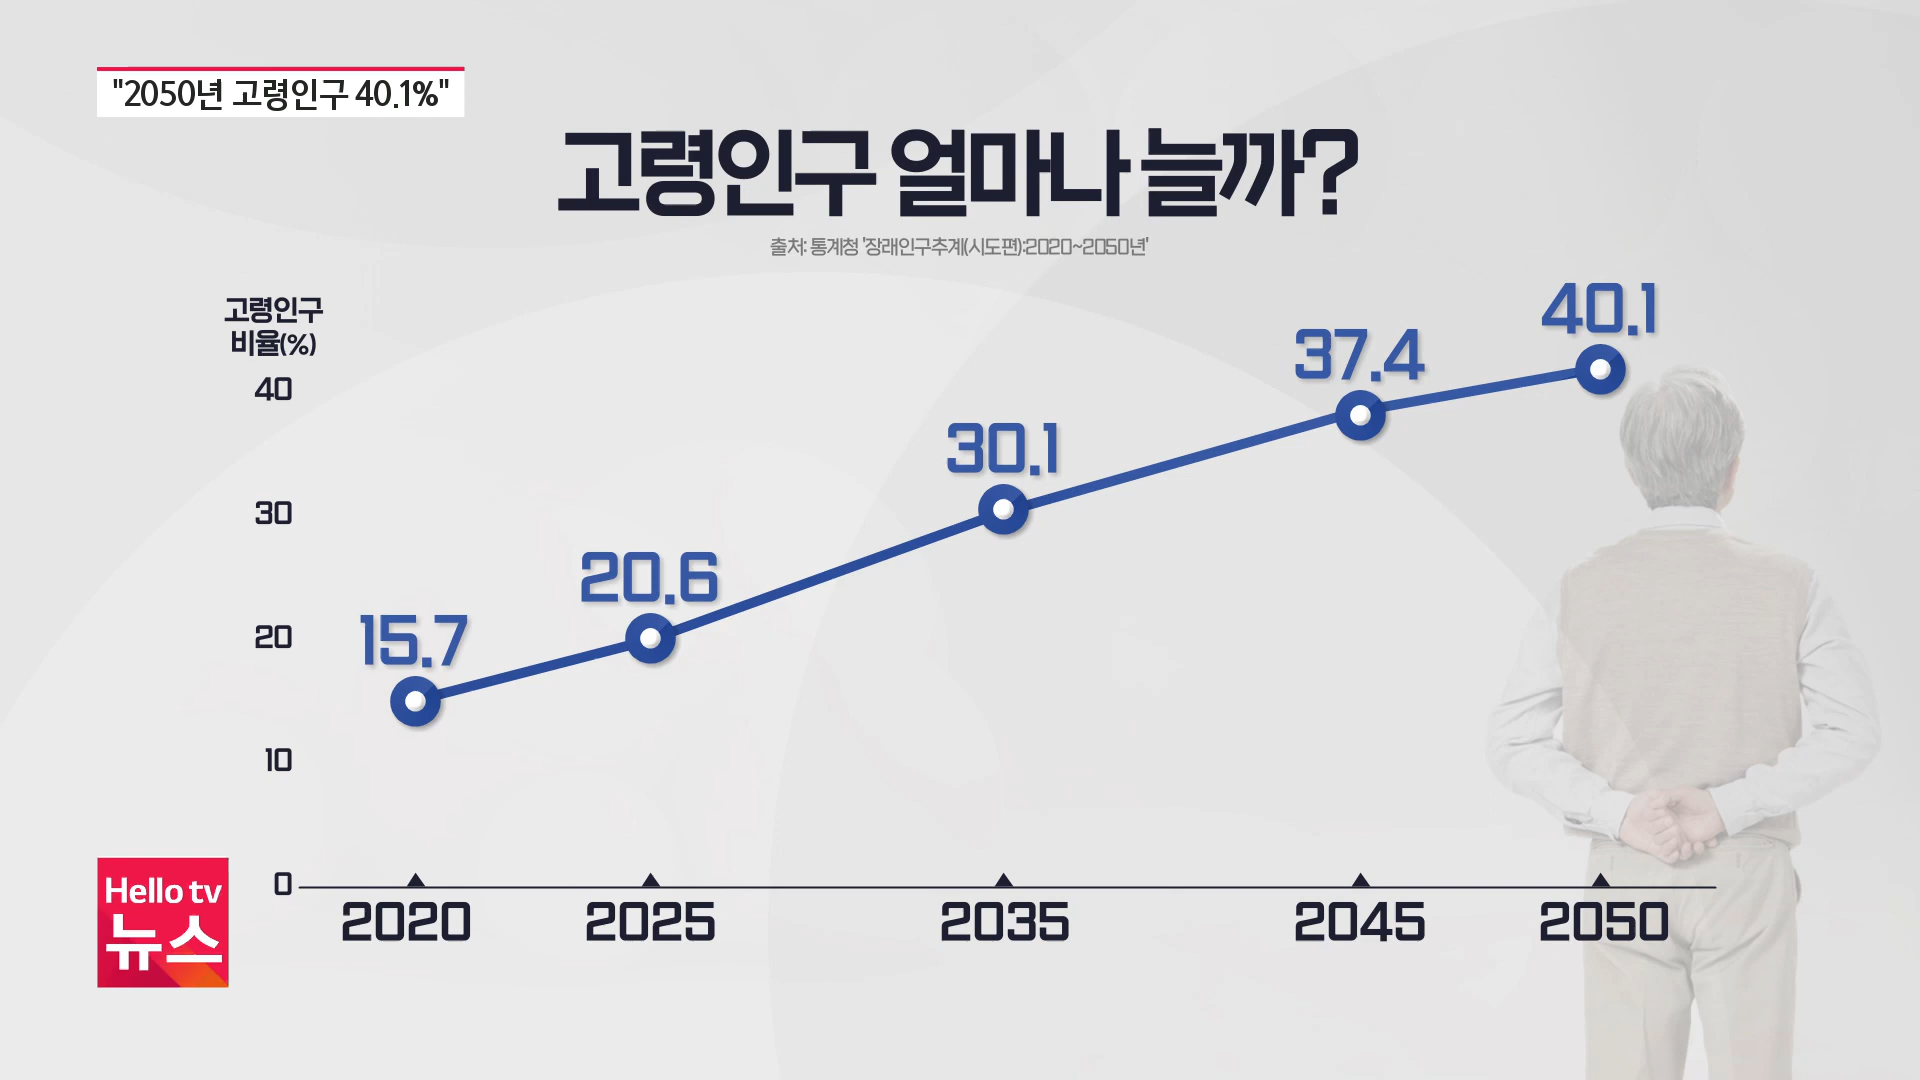 "2050년 고령인구 40.1%"
고령인구 얼마나 늘까?
출처: 통계청 '장래인구추계(시도편):2020~2050년'
고령인구
비율(%)
40
30
20
10
0
15.7
20.6
30.1
37.4
40.1
2020
2025
2035
2045
2050
Hello tv
뉴스